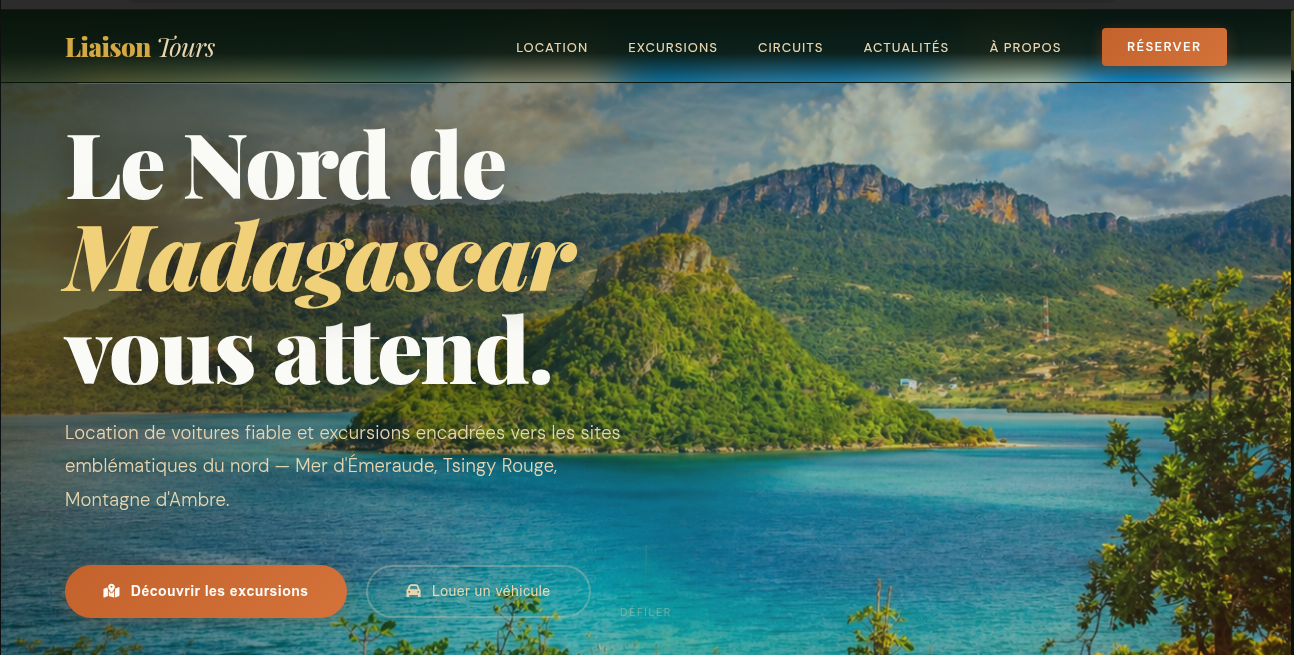 Liaison Tours
LOCATION
EXCURSIONS
CIRCUITS
ACTUALITÉS
À PROPOS
RÉSERVER
Le Nord de
Madagascar
vous attend.
Location de voitures fiable et excursions encadrées vers les sites
emblématiques du nord — Mer d'Émeraude, Tsingy Rouge,
Montagne d'Ambre.
Découvrir les excursions
Louer un véhicule
DÉFILER